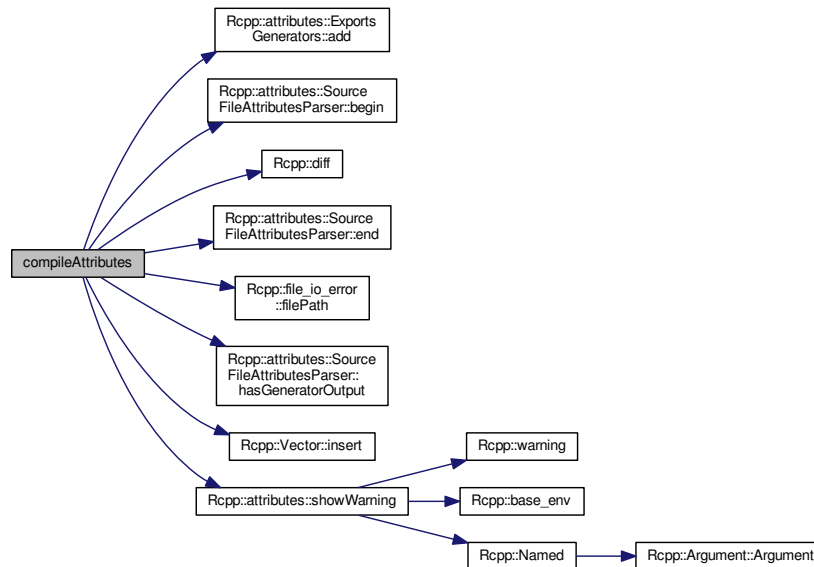 Rcpp::attributes::Exports
Generators::add
Rcpp::attributes::Source
FileAttributesParser::begin
Rcpp::diff
Rcpp::attributes::Source
FileAttributesParser::end
compileAttributes
Rcpp::file_io_error
::filePath
Rcpp::attributes::Source
FileAttributesParser::
hasGeneratorOutput
Rcpp::Vector::insert
Rcpp::warning
Rcpp::attributes::showWarning
Rcpp::base_env
Rcpp::Named
Rcpp::Argument::Argument